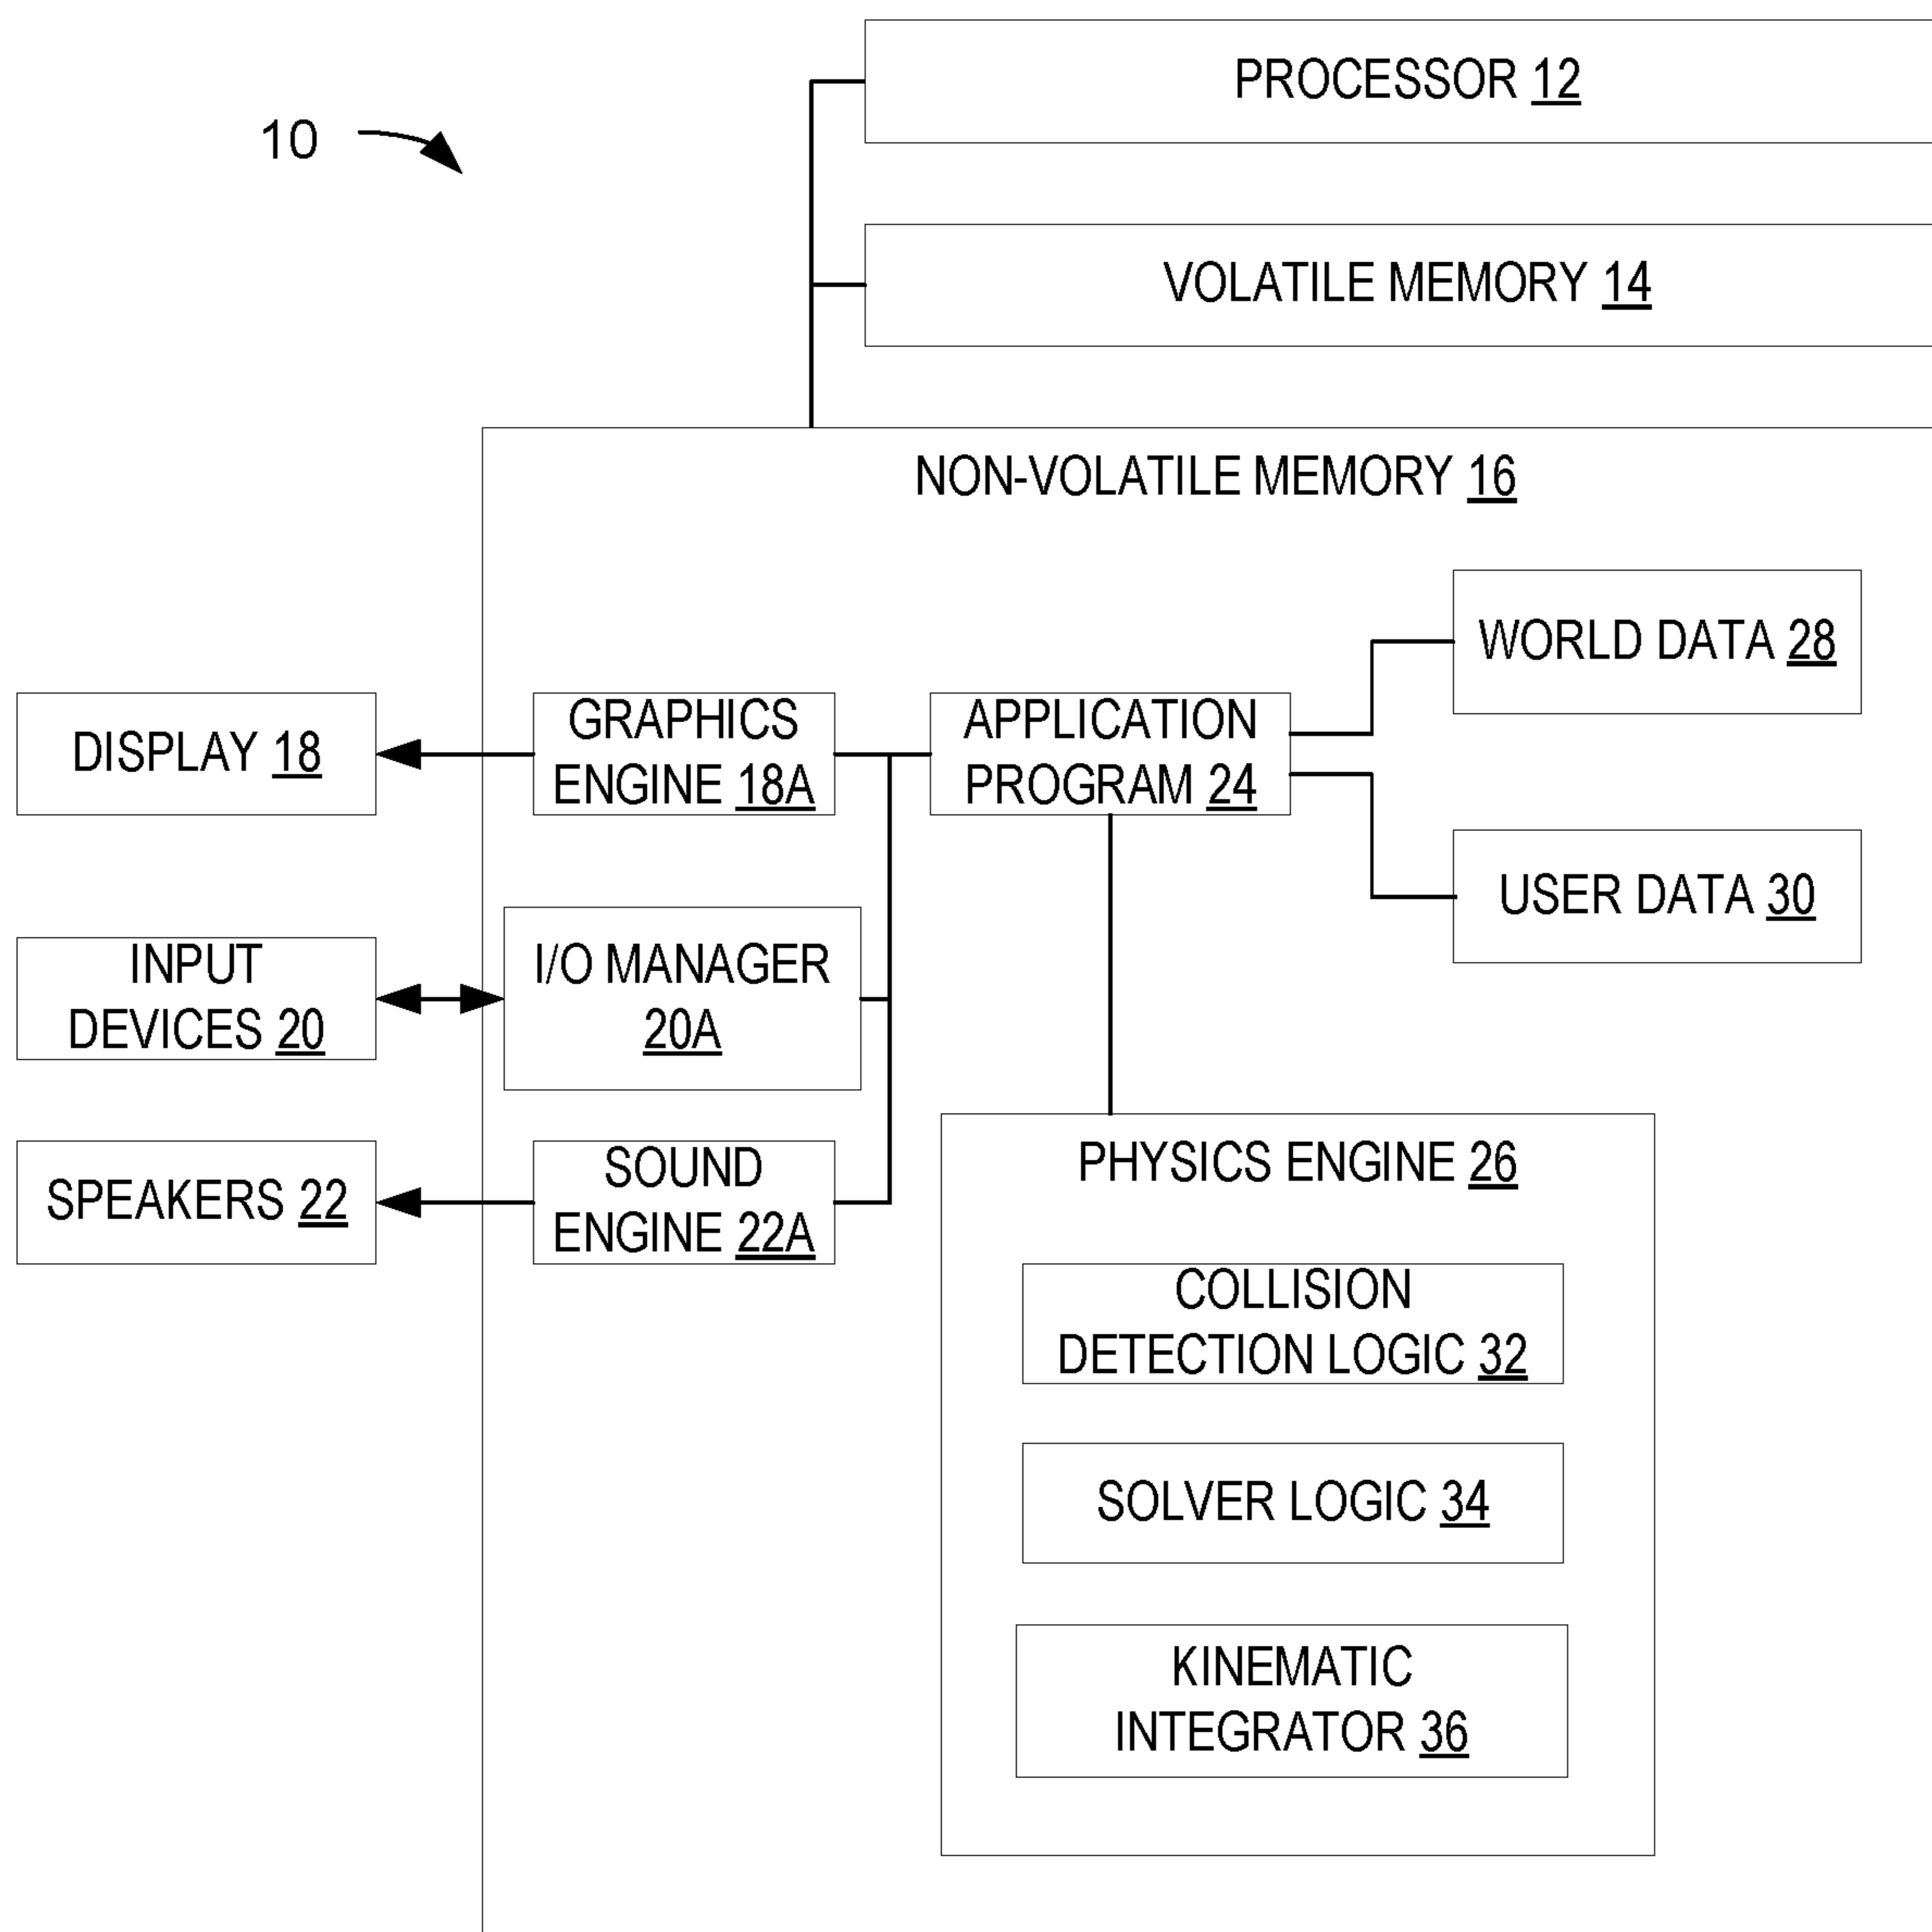 PROCESSOR 12
10
VOLATILE MEMORY 14
NON-VOLATILE MEMORY 16
WORLD DATA 28
DISPLAY 18
GRAPHICS
ENGINE 18A
APPLICATION
PROGRAM 24
USER DATA 30
INPUT
DEVICES 20
I/O MANAGER
20A
SPEAKERS 22
SOUND
ENGINE 22A
PHYSICS ENGINE 26
COLLISION
DETECTION LOGIC 32
SOLVER LOGIC 34
KINEMATIC
INTEGRATOR 36